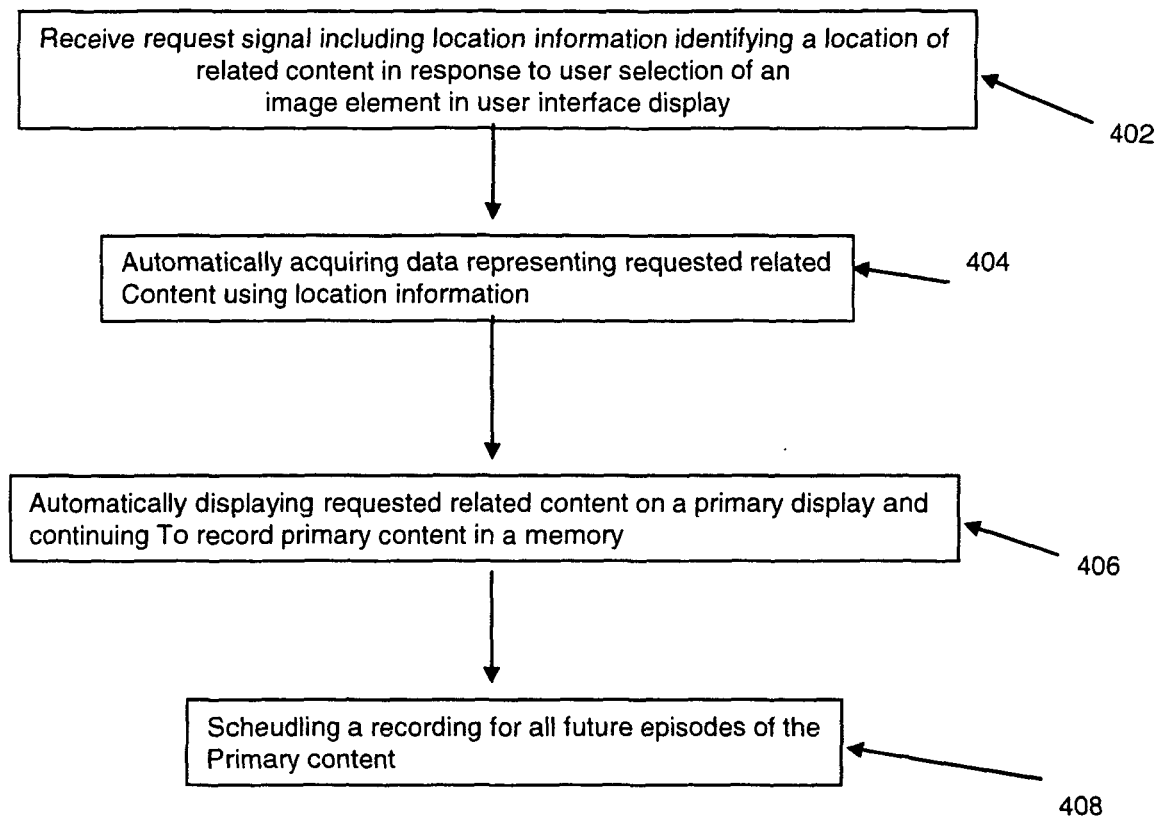 Receive request signal including location information identifying a location of
related content in response to user selection of an
image element in user interface display
402
Automatically acquiring data representing requested related
Content using location information
404
Automatically displaying requested related content on a primary display and
continuing To record primary content in a memory
406
Scheudling a recording for all future episodes of the
Primary content
408